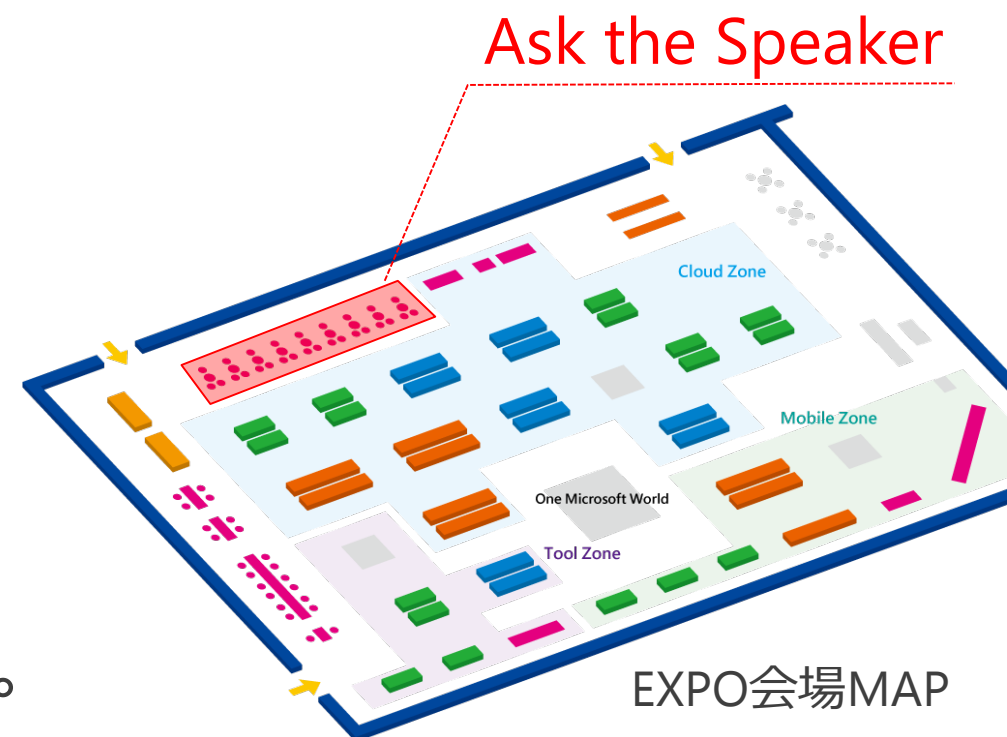 Ask the Speaker
Cloud Zone
Mobile Zone
One Microsoft World
Tool Zone
。
EXPO会場MAP